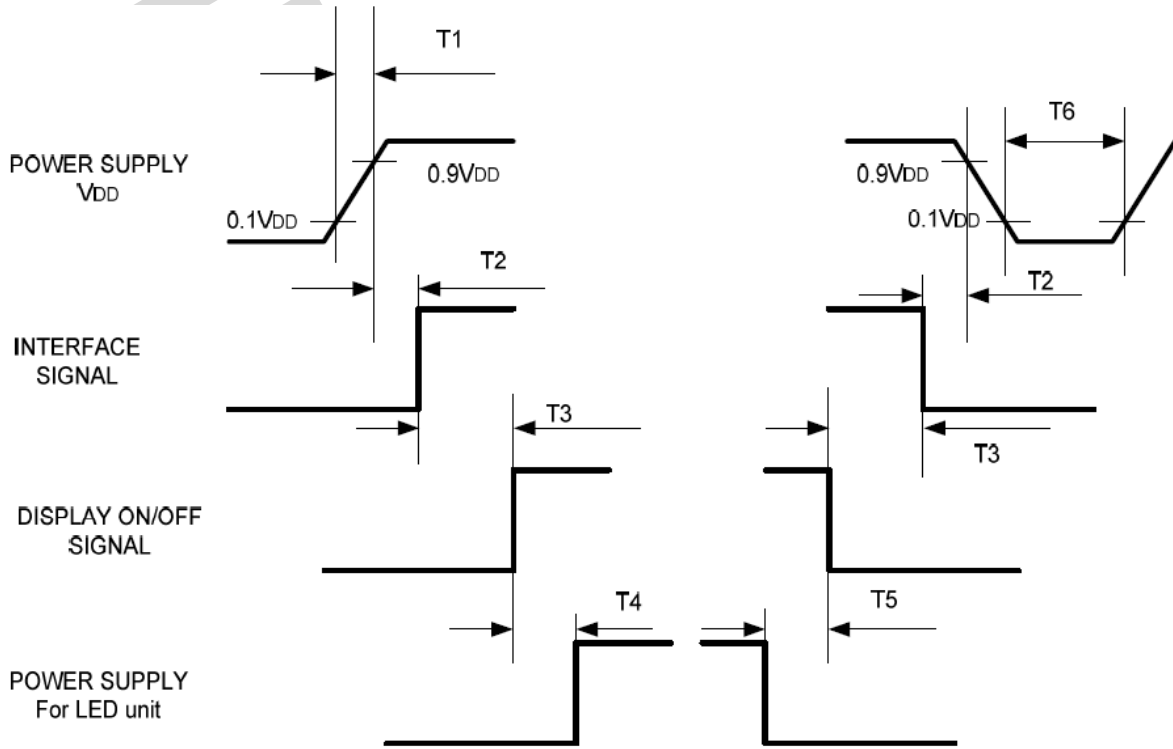 T1
T6
POWER SUPPLY
VDD
0.9VDD
0.9VDD
0.1VDD
0.1VDD
T2
T2
INTERFACE
SIGNAL
T3
T3
DISPLAY ON/OFF
SIGNAL
T4
T5
POWER SUPPLY
For LED unit